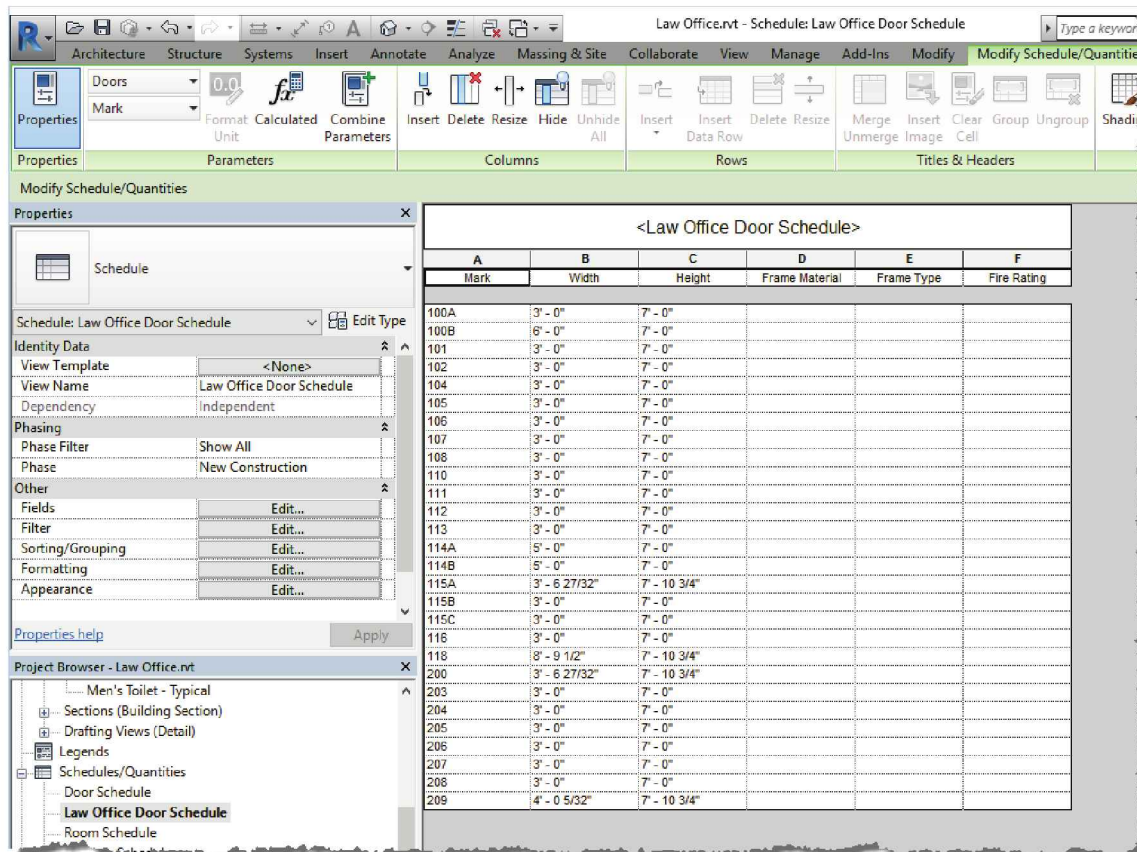 Law Office.rvt - Schedule: Law Office Door Schedule
Type a keywor
Architecture Structure Systems Insert Annotate Analyze Massing & Site Collaborate View Manage Add-Ins Modify Modify Schedule/Quantitie
Properties
Doors
Mark
0.0
Format Unit
Calculated
Combine Parameters
Insert Delete Resize Hide Unhide All
Insert
Insert Data Row
Delete Resize
Merge Unmerge
Insert Image
Clear Cell
Group Ungroup
Shadi
Properties Parameters Columns Rows Titles & Headers
Modify Schedule/Quantities
Properties
Schedule
Schedule: Law Office Door Schedule Edit Type
Identity Data
View Template <None>
View Name Law Office Door Schedule
Dependency Independent
Phasing
Phase Filter Show All
Phase New Construction
Other
Fields Edit...
Filter Edit...
Sorting/Grouping Edit...
Formatting Edit...
Appearance Edit...
Properties help Apply
Project Browser - Law Office.rvt
Men's Toilet - Typical
Sections (Building Section)
Drafting Views (Detail)
Legends
Schedules/Quantities
Door Schedule
Law Office Door Schedule
Room Schedule
<Law Office Door Schedule>
A B C D E F
Mark Width Height Frame Material Frame Type Fire Rating
100A 3' - 0" 7' - 0"
100B 6' - 0" 7' - 0"
101 3' - 0" 7' - 0"
102 3' - 0" 7' - 0"
104 3' - 0" 7' - 0"
105 3' - 0" 7' - 0"
106 3' - 0" 7' - 0"
107 3' - 0" 7' - 0"
108 3' - 0" 7' - 0"
110 3' - 0" 7' - 0"
111 3' - 0" 7' - 0"
112 3' - 0" 7' - 0"
113 3' - 0" 7' - 0"
114A 5' - 0" 7' - 0"
114B 5' - 0" 7' - 0"
115A 3' - 6 27/32" 7' - 10 3/4"
115B 3' - 0" 7' - 0"
115C 3' - 0" 7' - 0"
116 3' - 0" 7' - 0"
118 8' - 9 1/2" 7' - 10 3/4"
200 3' - 6 27/32" 7' - 10 3/4"
203 3' - 0" 7' - 0"
204 3' - 0" 7' - 0"
205 3' - 0" 7' - 0"
206 3' - 0" 7' - 0"
207 3' - 0" 7' - 0"
208 3' - 0" 7' - 0"
209 4' - 0 5/32" 7' - 10 3/4"